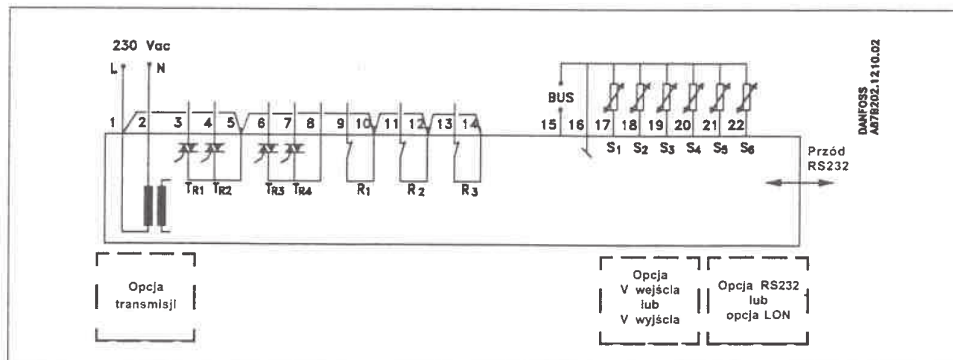 230 Vac
L N
1 2 3 4 5 6 7 8 9 10 11 12 13 14
BUS
15 16 17 18 19 20 21 22
TR1 TR2 TR3 TR4 R1 R2 R3
S1 S2 S3 S4 S5 S6
DANFOSS
A87B202.1210.02
Przód
RS232
Opcja
transmisji
Opcja
V wejścia
lub
V wyjścia
Opcja RS232
lub
opcja LON